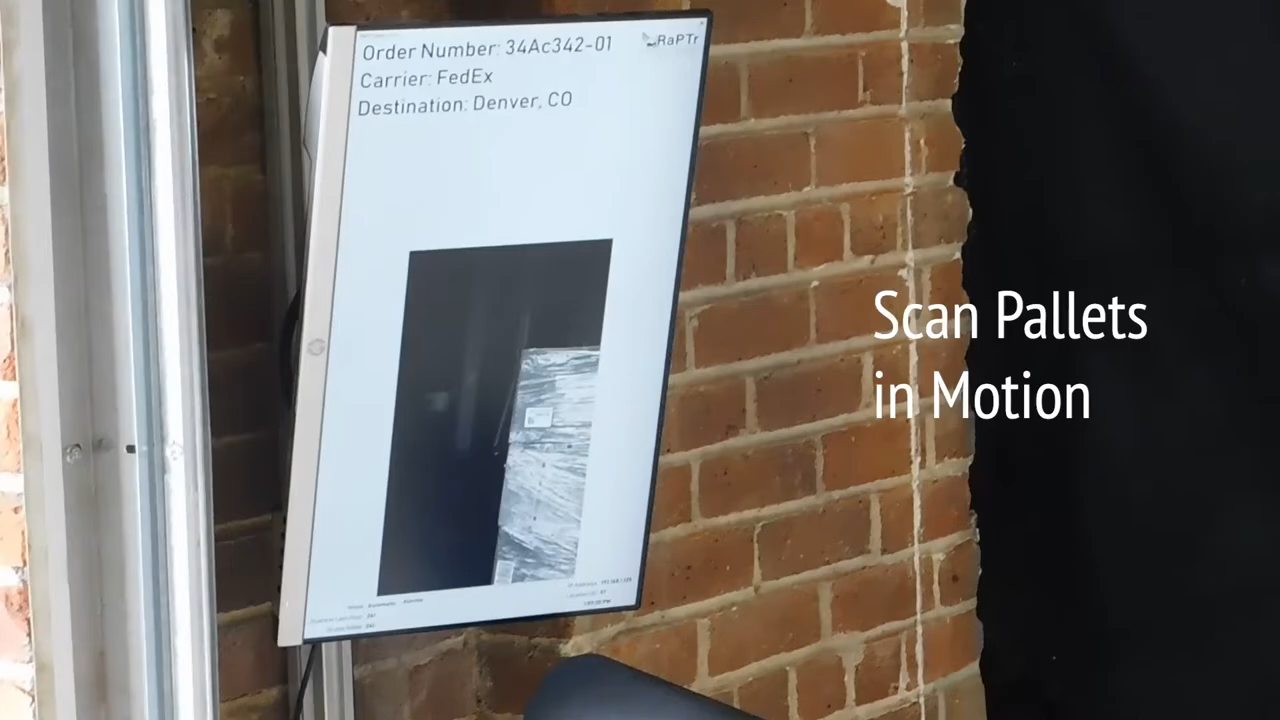 Order Number: 34Ac342-01
RaPTr
Carrier: FedEx
Destination: Denver, CO
Scan Pallets
in Motion